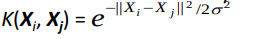 K(Xᵢ, Xⱼ) = e^{-||Xᵢ-Xⱼ||²/2σ²}